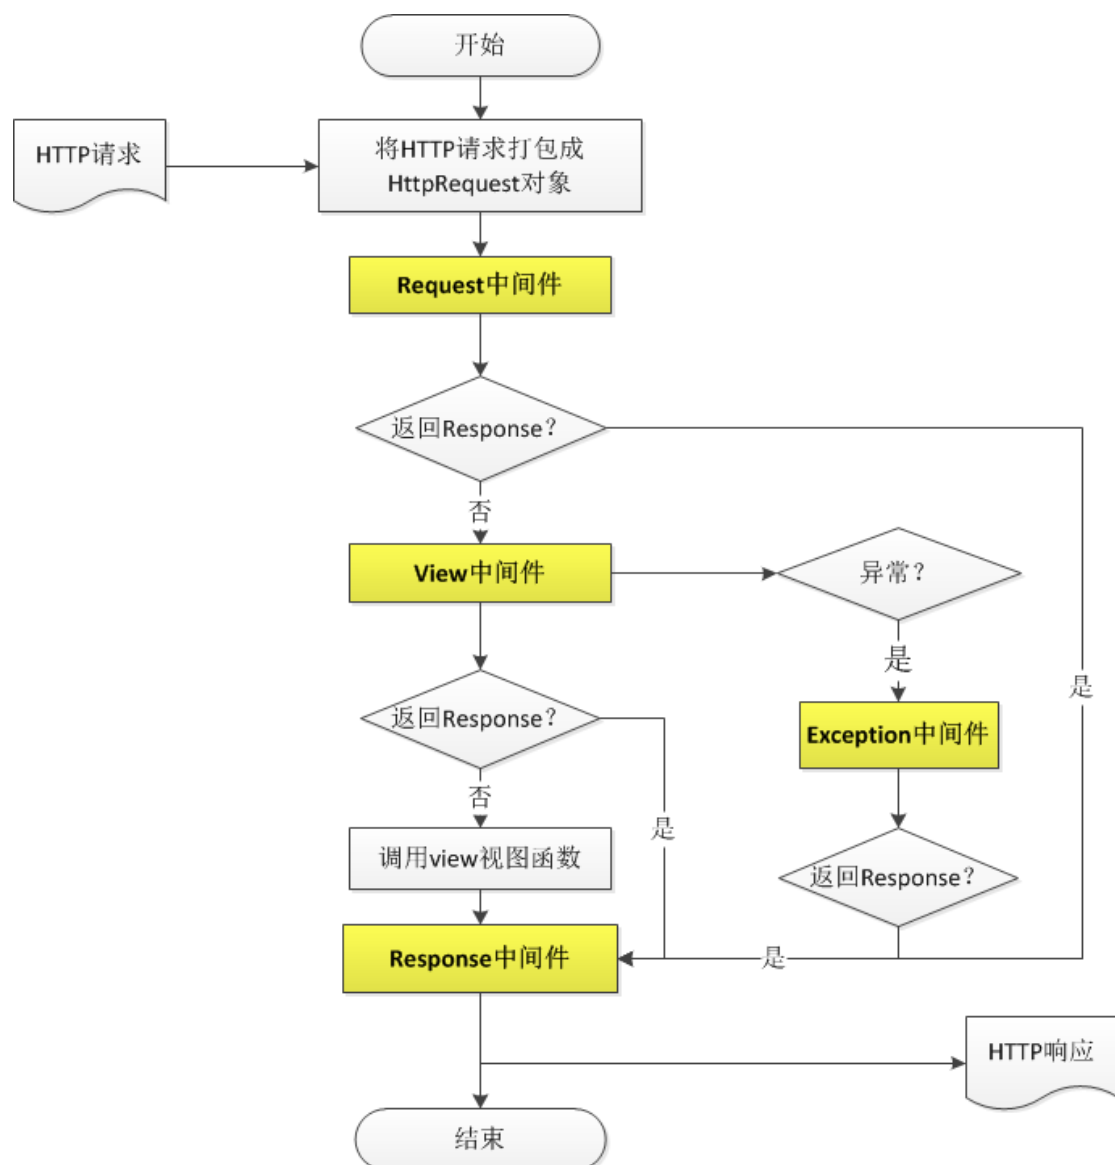 开始
HTTP请求
将HTTP请求打包成
HttpRequest对象
Request中间件
返回Response？
否
View中间件
异常？
是
是
返回Response？
Exception中间件
否
是
调用view视图函数
返回Response？
Response中间件
是
HTTP响应
结束